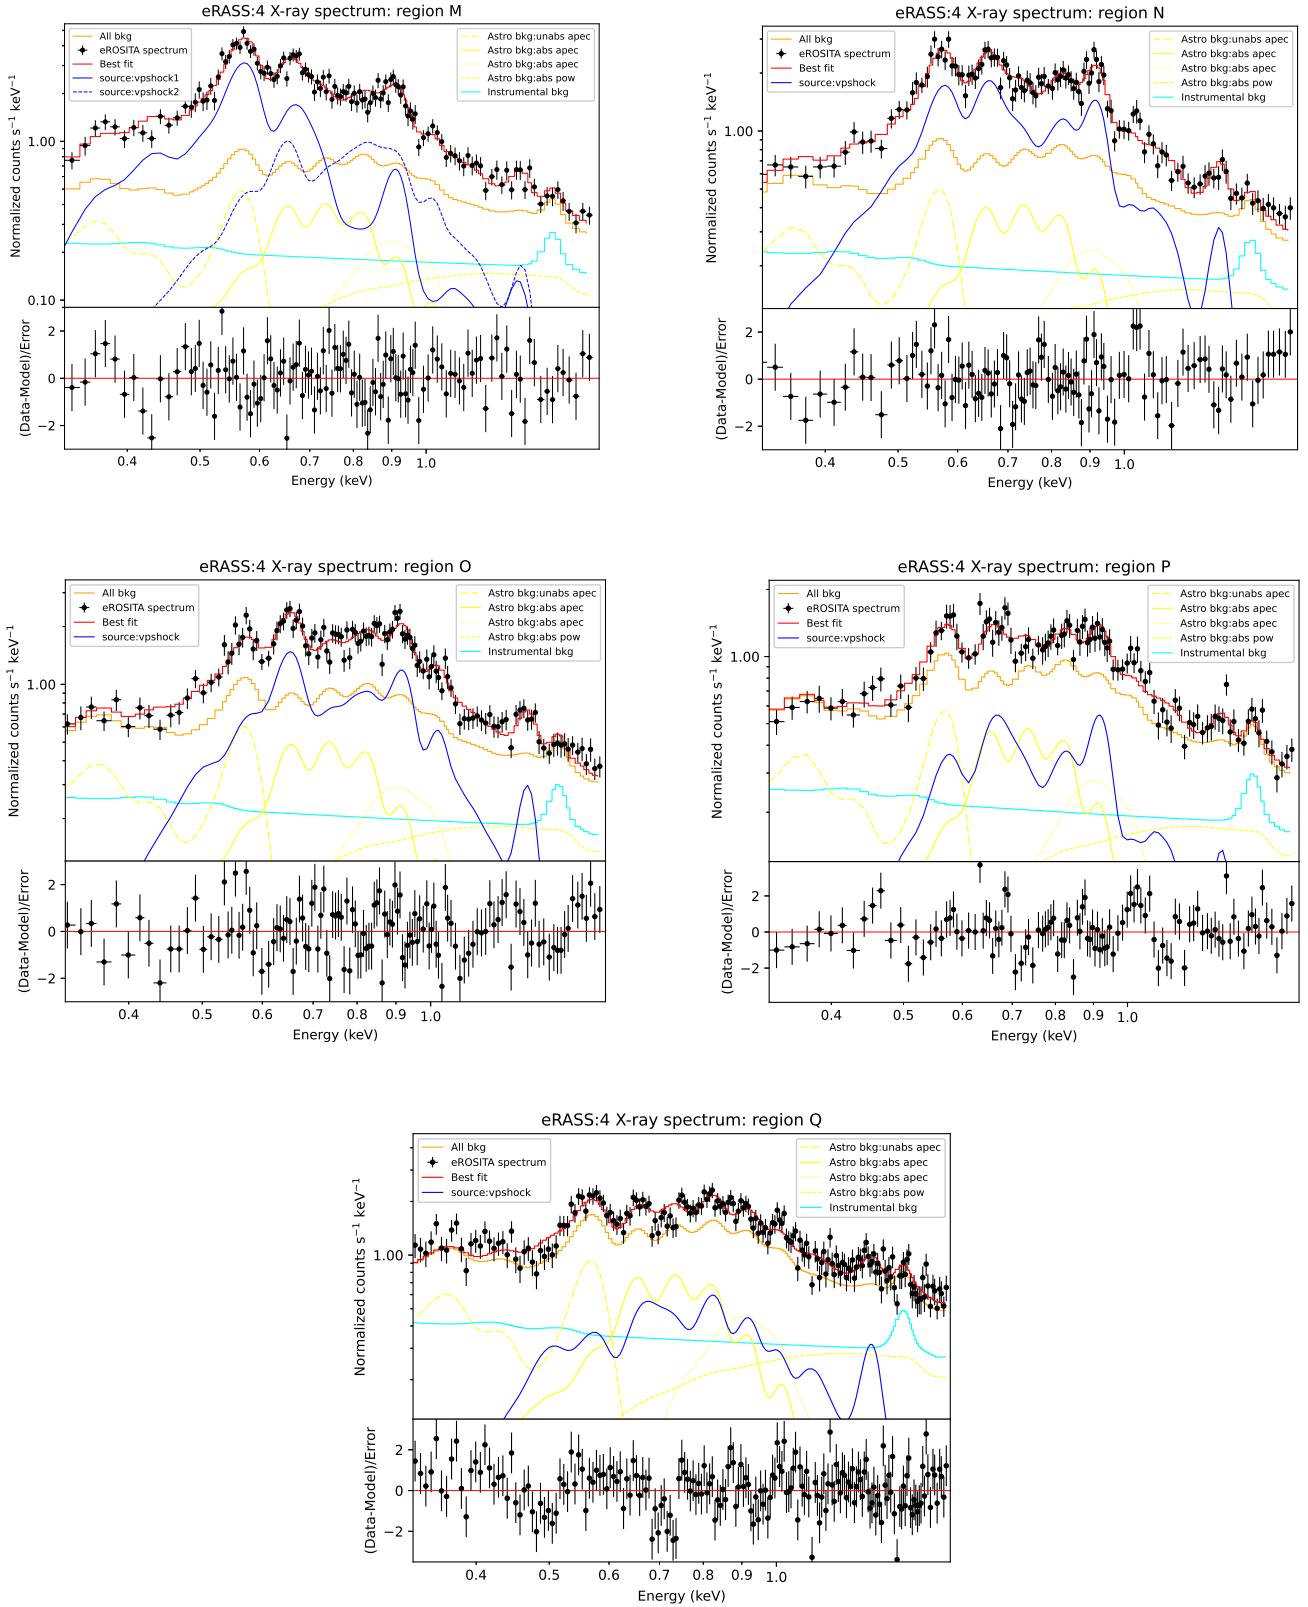 eRASS:4 X-ray spectrum: region M
All bkg
eROSITA spectrum
Best fit
source:vpshock1
source:vpshock2
Astro bkg:unabs apec
Astro bkg:abs apec
Astro bkg:abs apec
Astro bkg:abs pow
Instrumental bkg
Normalized counts s⁻¹ keV⁻¹
1.00
0.10
(Data-Model)/Error
2
0
−2
0.4 0.5 0.6 0.7 0.8 0.9 1.0
Energy (keV)
eRASS:4 X-ray spectrum: region N
All bkg
eROSITA spectrum
Best fit
source:vpshock
Astro bkg:unabs apec
Astro bkg:abs apec
Astro bkg:abs apec
Astro bkg:abs pow
Instrumental bkg
Normalized counts s⁻¹ keV⁻¹
1.00
(Data-Model)/Error
2
0
−2
0.4 0.5 0.6 0.7 0.8 0.9 1.0
Energy (keV)
eRASS:4 X-ray spectrum: region O
All bkg
eROSITA spectrum
Best fit
source:vpshock
Astro bkg:unabs apec
Astro bkg:abs apec
Astro bkg:abs apec
Astro bkg:abs pow
Instrumental bkg
Normalized counts s⁻¹ keV⁻¹
1.00
(Data-Model)/Error
2
0
−2
0.4 0.5 0.6 0.7 0.8 0.9 1.0
Energy (keV)
eRASS:4 X-ray spectrum: region P
All bkg
eROSITA spectrum
Best fit
source:vpshock
Astro bkg:unabs apec
Astro bkg:abs apec
Astro bkg:abs apec
Astro bkg:abs pow
Instrumental bkg
Normalized counts s⁻¹ keV⁻¹
1.00
(Data-Model)/Error
2
0
−2
0.4 0.5 0.6 0.7 0.8 0.9 1.0
Energy (keV)
eRASS:4 X-ray spectrum: region Q
All bkg
eROSITA spectrum
Best fit
source:vpshock
Astro bkg:unabs apec
Astro bkg:abs apec
Astro bkg:abs apec
Astro bkg:abs pow
Instrumental bkg
Normalized counts s⁻¹ keV⁻¹
1.00
(Data-Model)/Error
2
0
−2
0.4 0.5 0.6 0.7 0.8 0.9 1.0
Energy (keV)